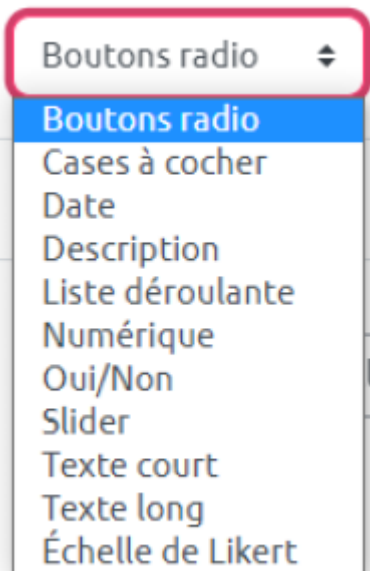 Boutons radio
Boutons radio
Cases à cocher
Date
Description
Liste déroulante
Numérique
Oui/Non
Slider
Texte court
Texte long
Échelle de Likert